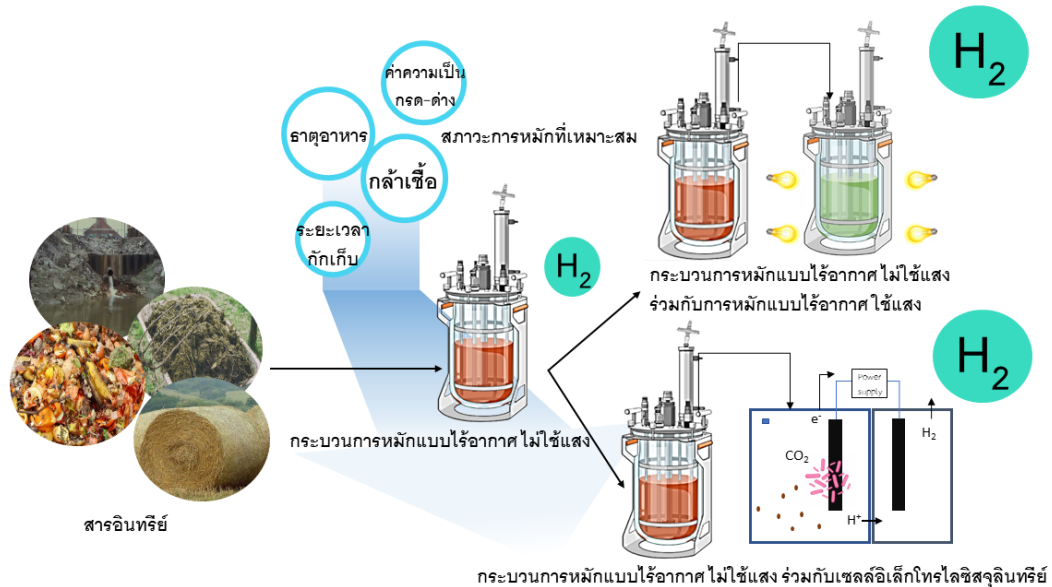 ค่าความเป็น
กรด-ด่าง
ธาตุอาหาร
สภาวะการหมักที่เหมาะสม
กล้าเชื้อ
ระยะเวลา
กักเก็บ
H2
H2
กระบวนการหมักแบบไร้อากาศ ไม่ใช้แสง
ร่วมกับการหมักแบบไร้อากาศ ใช้แสง
กระบวนการหมักแบบไร้อากาศ ไม่ใช้แสง
สารอินทรีย์
H2
Power
supply
e-
H2
CO2
H+
กระบวนการหมักแบบไร้อากาศ ไม่ใช้แสง ร่วมกับเซลล์อิเล็กโทรไลซิสจุลินทรีย์